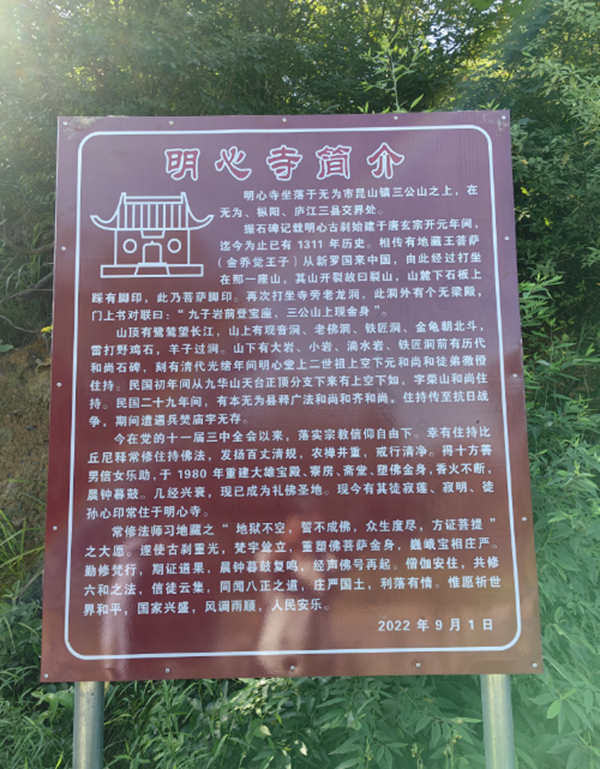 明心寺简介
明心寺坐落于无为市昆山镇三公山之上，在
无为、枞阳、庐江三县交界处。
据石碑记载明心古刹始建于唐玄宗开元年间，
迄今为止已有 1311 年历史。相传有地藏王菩萨
（金乔觉王子）从新罗国来中国，由此经过打坐
在那一座山，其山开裂故曰裂山，山麓下石板上
踩有脚印，此乃菩萨脚印。再次打坐寺旁老龙洞，此洞外有个无梁殿，
门上书对联曰：“九子岩前登宝座，三公山上现金身”。
山顶有鹭鸶望长江，山上有观音洞、老佛洞、铁匠洞、金龟朝北斗，
雷打野鸡石，羊子过涧。山下有大岩、小岩、滴水岩、铁匠洞前有历代
和尚石碑，刻有清代光绪年间明心堂上二世祖上空下元和尚和徒弟微僧
住持。民国初年间从九华山天台正顶分支下来有上空下如，字荣山和尚住
持。民国二十九年间，有本无为县释广法和尚和齐和尚，住持传至抗日战
争，期间遭遇兵焚庙宇无存。
今在党的十一届三中全会以来，落实宗教信仰自由下。幸有住持比
丘尼释常修住持佛法，发扬百丈清规，农禅并重，戒行清净。得十方善
男信女乐助，于 1980 年重建大雄宝殿、寮房、斋堂、塑佛金身，香火不断，
晨钟暮鼓。几经兴衰，现已成为礼佛圣地。现今有其徒寂莲、寂明、徒
孙心印常住于明心寺。
常修法师习地藏之“地狱不空，誓不成佛，众生度尽，方证菩提”
之大愿。遂使古刹重光，梵宇耸立，重塑佛菩萨金身，巍峨宝相庄严。
勤修梵行，期证道果，晨钟暮鼓复鸣，经声佛号再起。僧伽安住，共修
六和之法，信徒云集，同闻八正之道，庄严国土，利落有情。惟愿祈世
界和平，国家兴盛，风调雨顺，人民安乐。
2022 年 9 月 1 日